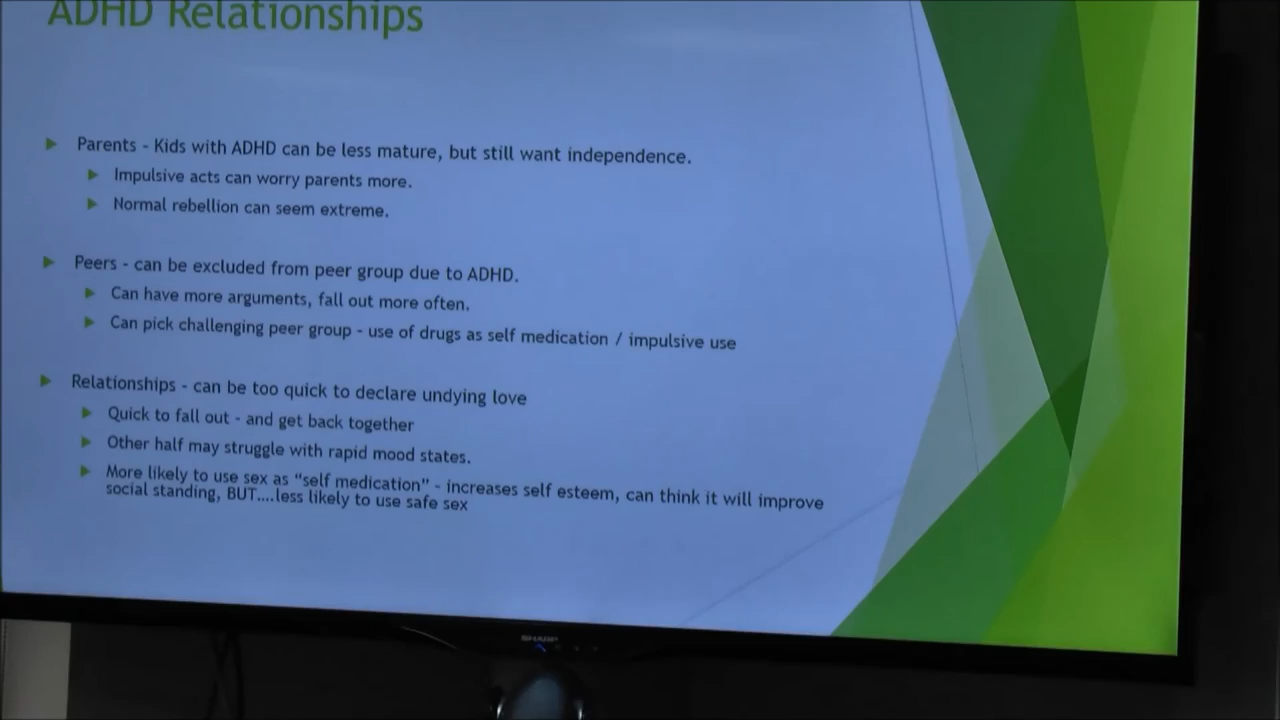 ADHD Relationships
Parents - Kids with ADHD can be less mature, but still want independence.
Impulsive acts can worry parents more.
Normal rebellion can seem extreme.
Peers - can be excluded from peer group due to ADHD.
Can have more arguments, fall out more often.
Can pick challenging peer group - use of drugs as self medication / impulsive use
Relationships - can be too quick to declare undying love
Quick to fall out - and get back together
Other half may struggle with rapid mood states.
More likely to use sex as “self medication” - increases self esteem, can think it will improve
social standing, BUT....less likely to use safe sex
SHARP